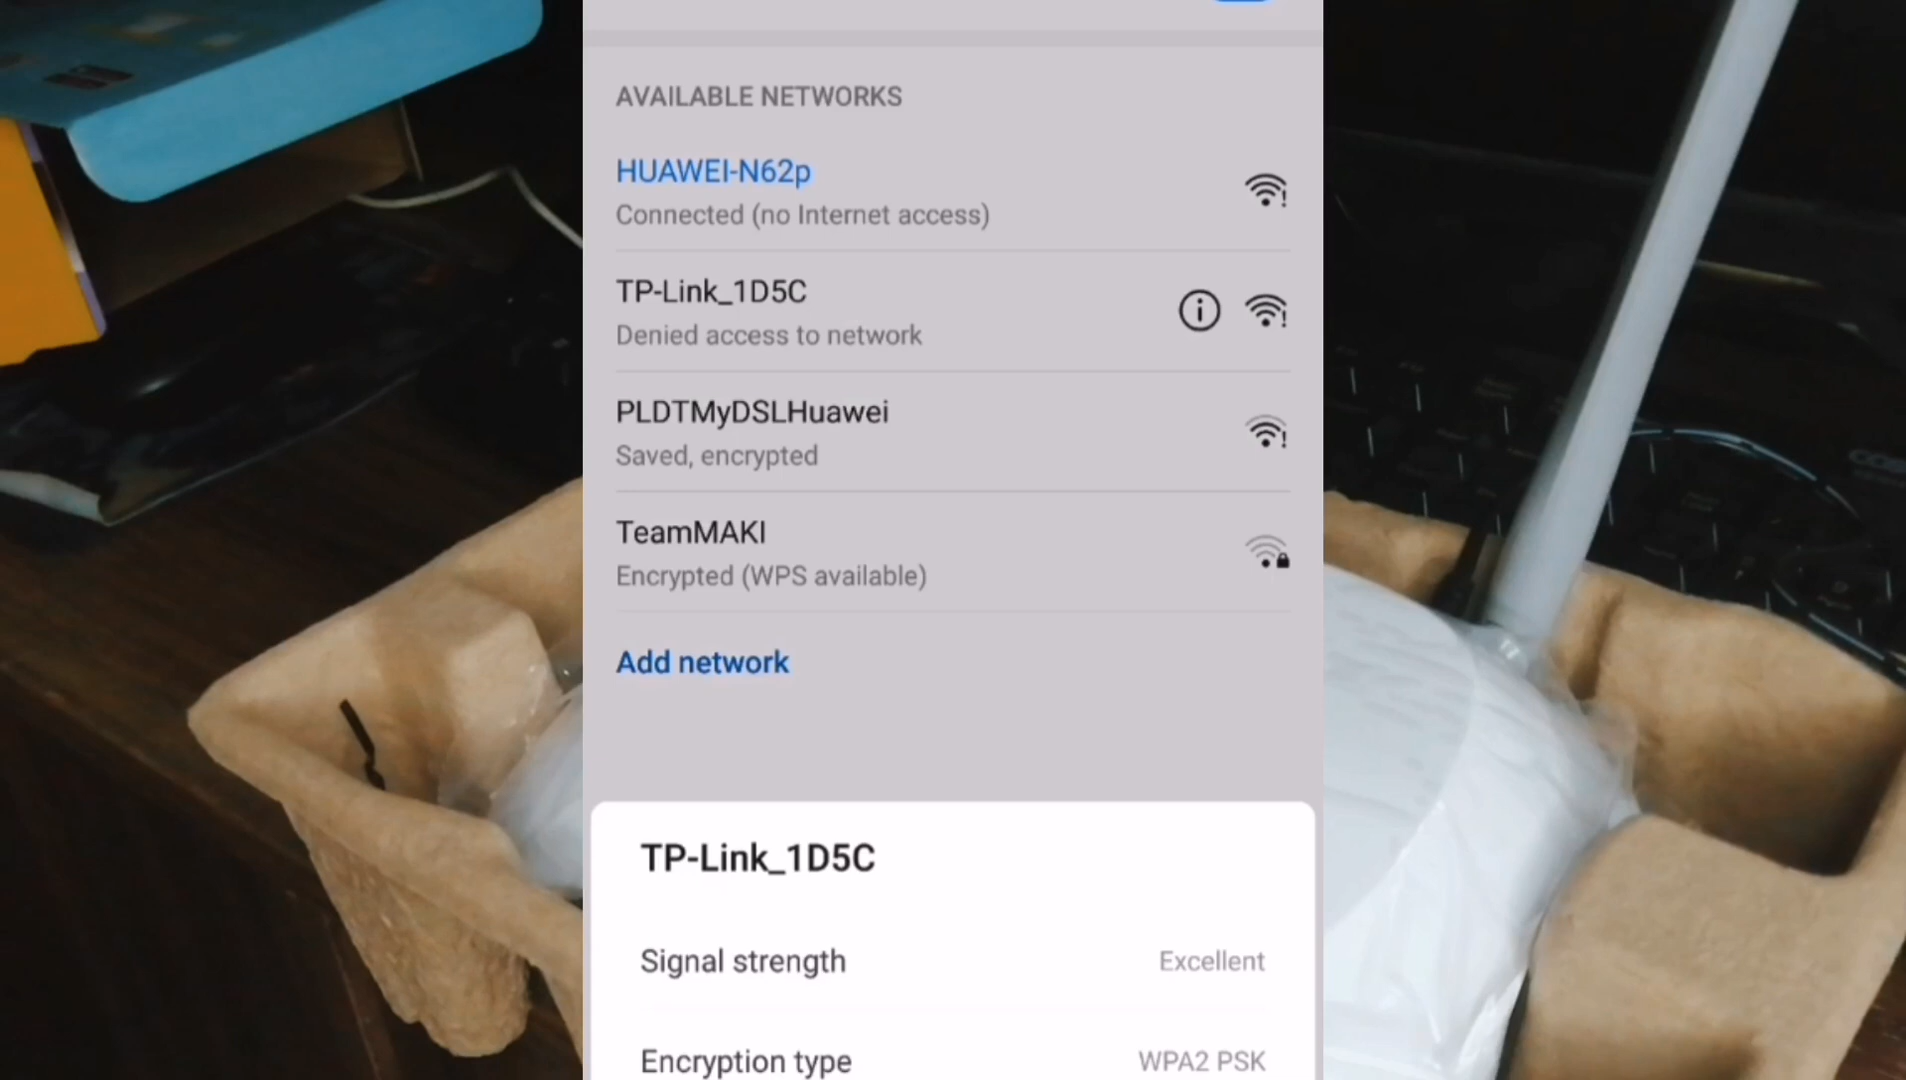 AVAILABLE NETWORKS
HUAWEI-N62p
Connected (no Internet access)
TP-Link_1D5C
Denied access to network
PLDTMyDSLHuawei
Saved, encrypted
TeamMAKI
Encrypted (WPS available)
Add network
TP-Link_1D5C
Signal strength Excellent
Encryption type WPA2 PSK